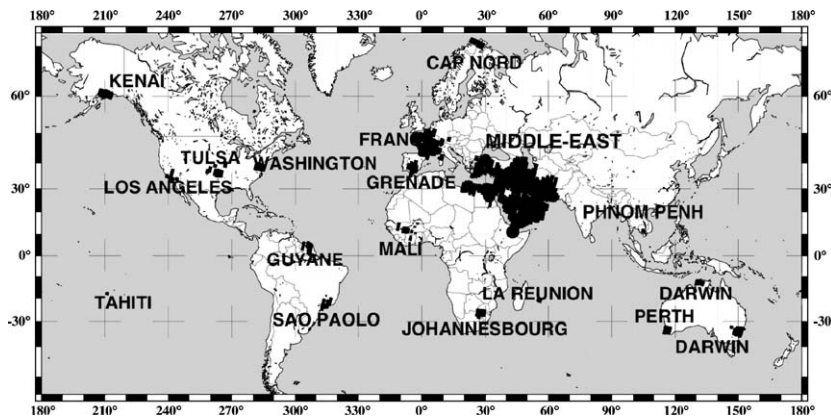 180° 210° 240° 270° 300° 330° 0° 30° 60° 90° 120° 150° 180°
CAP NORD
KENAI
60° 60°
FRAN MIDDLE-EAST
TULSA WASHINGTON
LOS ANGELES GRENADE
30° 30°
PHNOM PENH
MALI
GUYANE
0° 0°
TAHITI LA REUNION DARWIN
SAO PAOLO JOHANNESBOURG PERTH
-30° -30°
DARWIN
180° 210° 240° 270° 300° 330° 0° 30° 60° 90° 120° 150° 180°